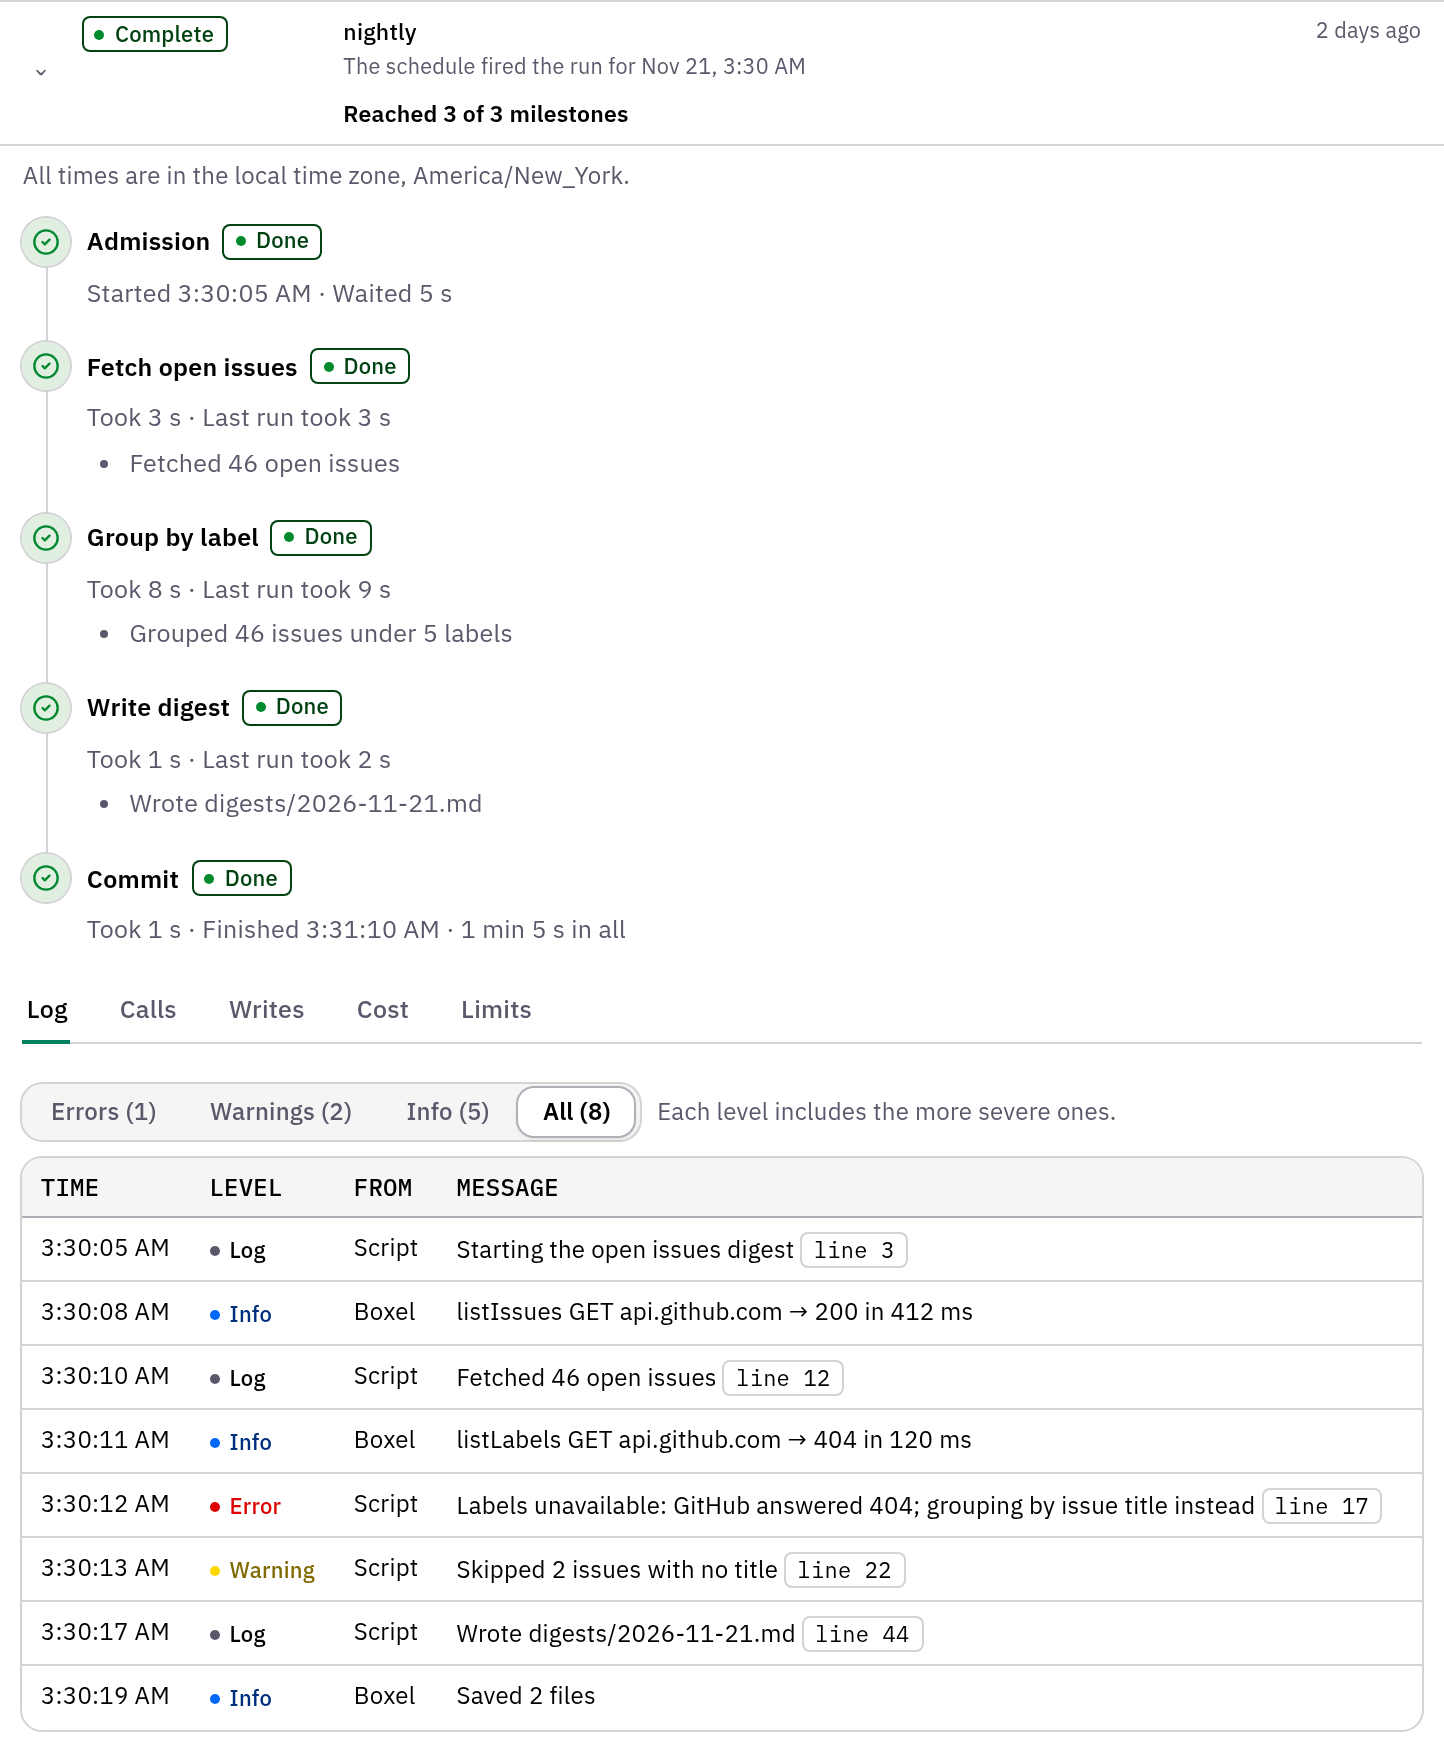 Complete
nightly
2 days ago
The schedule fired the run for Nov 21, 3:30 AM
Reached 3 of 3 milestones
All times are in the local time zone, America/New_York.
Admission Done
Started 3:30:05 AM · Waited 5 s
Fetch open issues Done
Took 3 s · Last run took 3 s
• Fetched 46 open issues
Group by label Done
Took 8 s · Last run took 9 s
• Grouped 46 issues under 5 labels
Write digest Done
Took 1 s · Last run took 2 s
• Wrote digests/2026-11-21.md
Commit Done
Took 1 s · Finished 3:31:10 AM · 1 min 5 s in all
Log Calls Writes Cost Limits
Errors (1) Warnings (2) Info (5) All (8) Each level includes the more severe ones.
TIME LEVEL FROM MESSAGE
3:30:05 AM Log Script Starting the open issues digest line 3
3:30:08 AM Info Boxel listIssues GET api.github.com → 200 in 412 ms
3:30:10 AM Log Script Fetched 46 open issues line 12
3:30:11 AM Info Boxel listLabels GET api.github.com → 404 in 120 ms
3:30:12 AM Error Script Labels unavailable: GitHub answered 404; grouping by issue title instead line 17
3:30:13 AM Warning Script Skipped 2 issues with no title line 22
3:30:17 AM Log Script Wrote digests/2026-11-21.md line 44
3:30:19 AM Info Boxel Saved 2 files